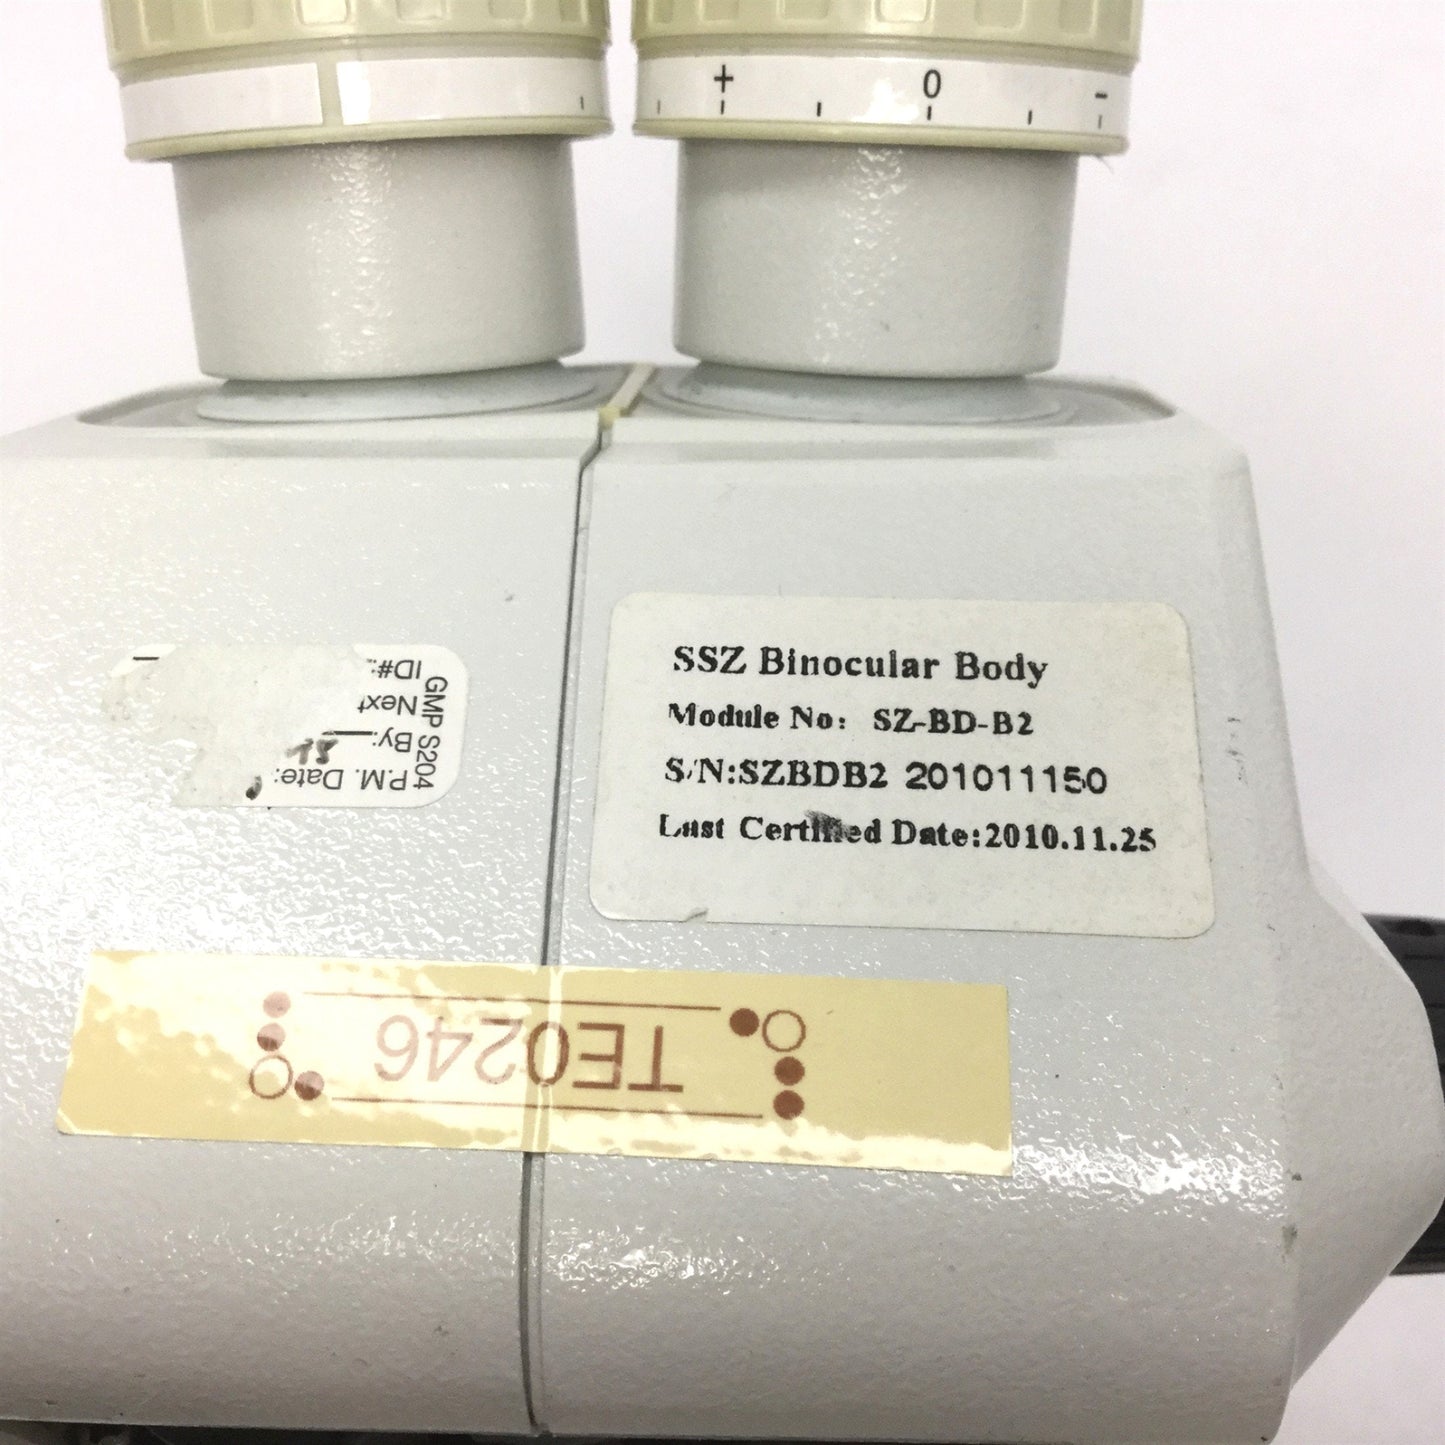 + 0 -
SSZ Binocular Body
Module No: SZ-BD-B2
S/N:SZBDB2 201011150
Last Certified Date:2010.11.25
GMP S204
P.M. Date:
By:
Next
ID#:
TE0246